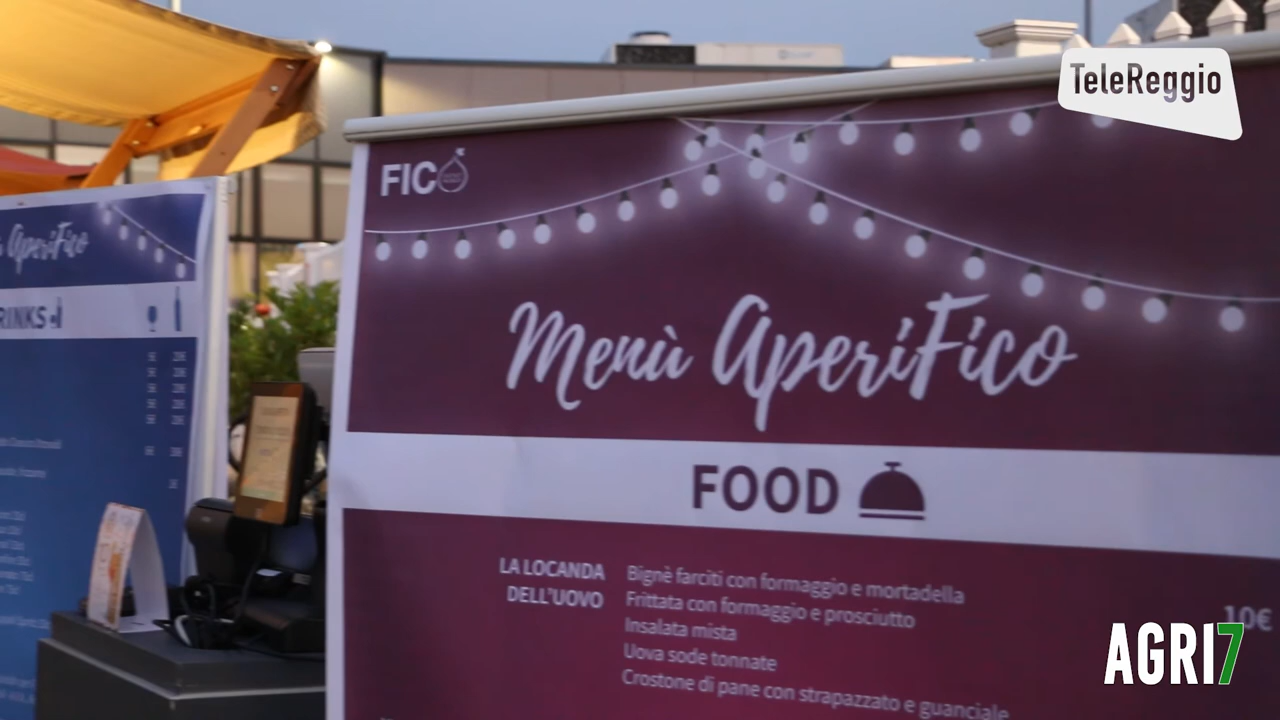 TeleReggio
FICO
AperiFico
RINKS
Menù AperiFico
FOOD
LA LOCANDA
DELL'UOVO
Bignè farciti con formaggio e mortadella
Frittata con formaggio e prosciutto
Insalata mista
Uova sode tonnate
Crostone di pane con strapazzato e guanciale
10€
AGRI7